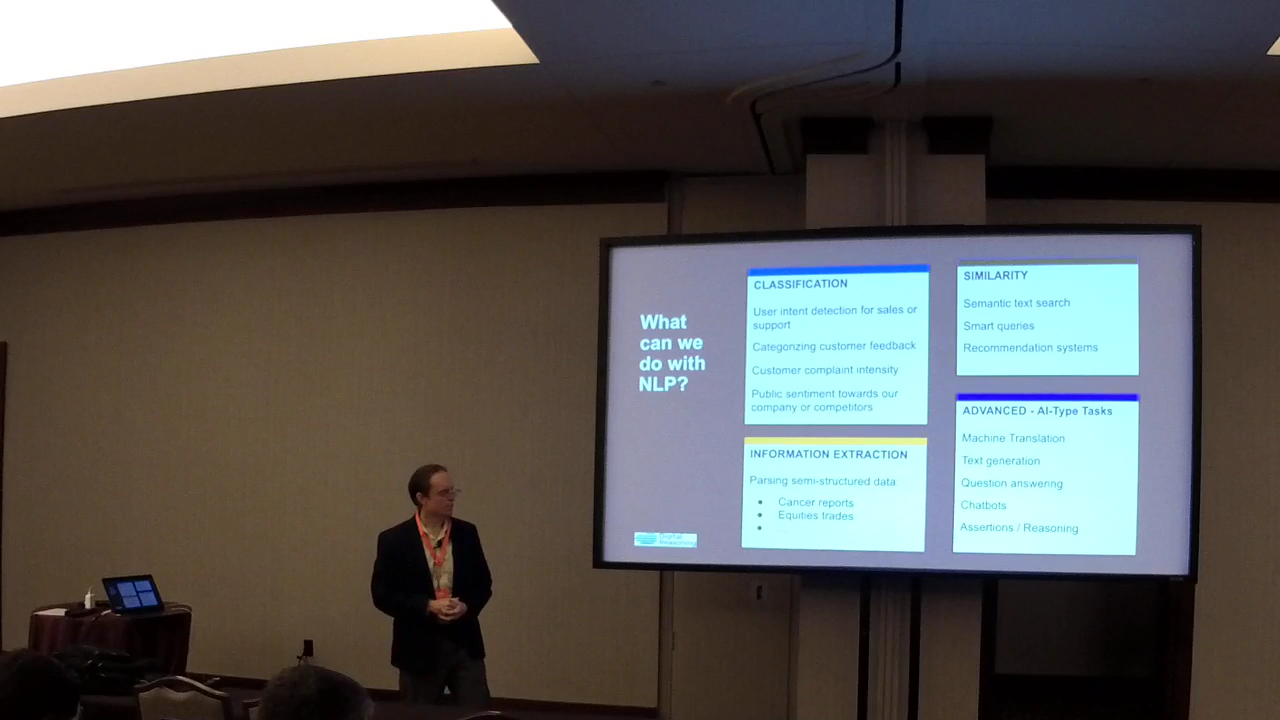 What
can we
do with
NLP?
CLASSIFICATION
User intent detection for sales or
support
Categorizing customer feedback
Customer complaint intensity
Public sentiment towards our
company or competitors
INFORMATION EXTRACTION
Parsing semi-structured data
• Cancer reports
• Equities trades
•
SIMILARITY
Semantic text search
Smart queries
Recommendation systems
ADVANCED - AI-Type Tasks
Machine Translation
Text generation
Question answering
Chatbots
Assertions / Reasoning
Digital
Reasoning